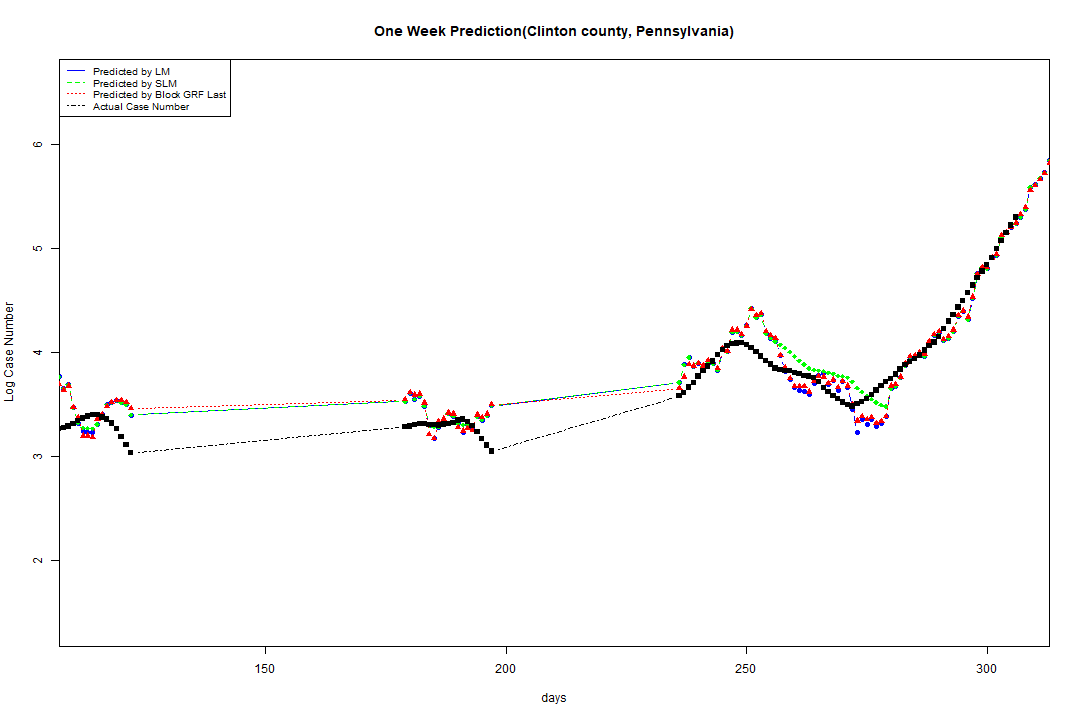 One Week Prediction(Clinton county, Pennsylvania)
Predicted by LM
Predicted by SLM
Predicted by Block GRF Last
Actual Case Number
6
5
4
3
2
Log Case Number
150 200 250 300
days